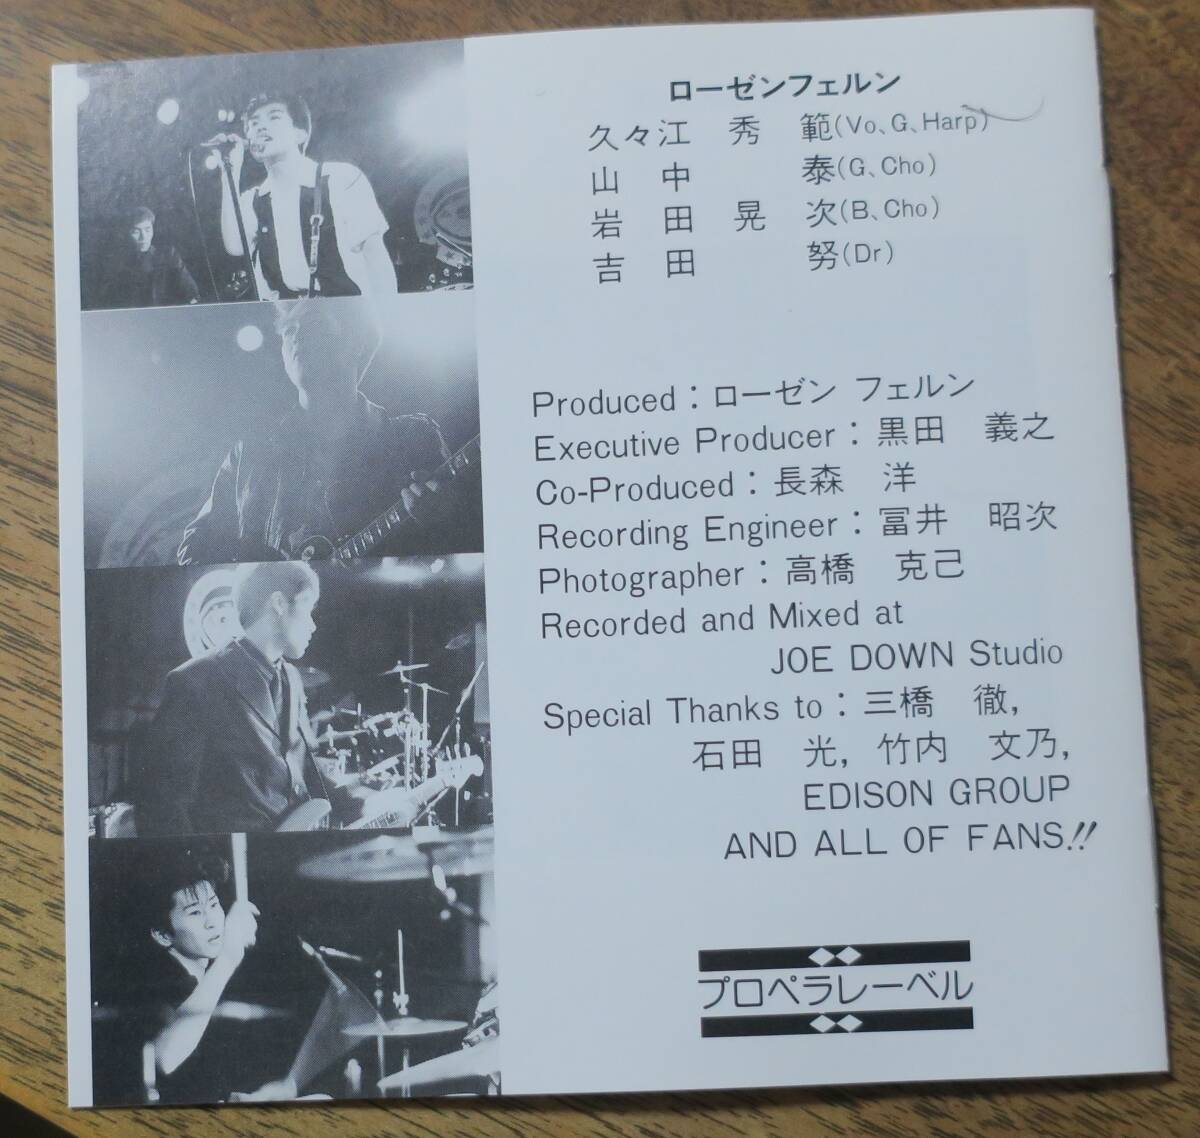 ローゼンフェルン
久々江 秀 範(Vo、G、Harp)
山 中 泰(G、Cho)
岩 田 晃 次(B、Cho)
吉 田 努(Dr)
Produced：ローゼン フェルン
Executive Producer：黒田 義之
Co-Produced：長森 洋
Recording Engineer：冨井 昭次
Photographer：高橋 克己
Recorded and Mixed at
JOE DOWN Studio
Special Thanks to：三橋 徹,
石田 光, 竹内 文乃,
EDISON GROUP
AND ALL OF FANS!!
プロペラレーベル